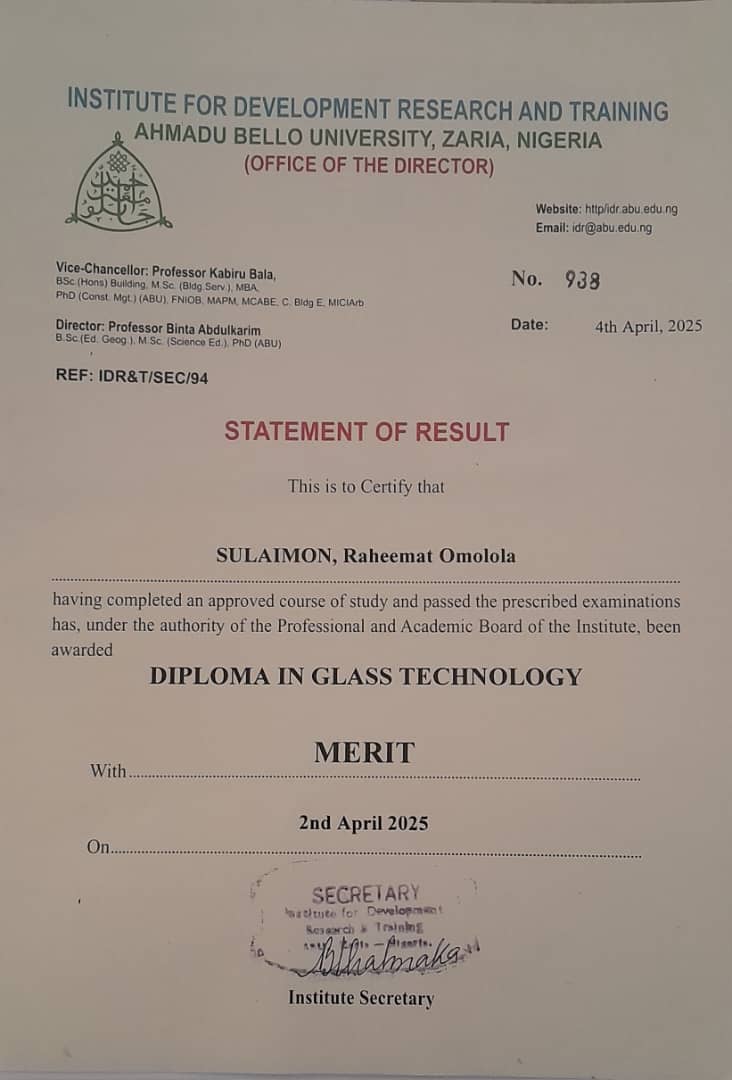 INSTITUTE FOR DEVELOPMENT RESEARCH AND TRAINING
AHMADU BELLO UNIVERSITY, ZARIA, NIGERIA
(OFFICE OF THE DIRECTOR)
Website: http/idr.abu.edu.ng
Email: idr@abu.edu.ng
Vice-Chancellor: Professor Kabiru Bala,
BSc.(Hons) Building, M.Sc. (Bldg.Serv.), MBA,
PhD (Const. Mgt.) (ABU), FNIOB, MAPM, MCABE, C. Bldg E, MICIArb
No. 938
Director: Professor Binta Abdulkarim
B.Sc.(Ed. Geog.), M.Sc. (Science Ed.), PhD (ABU)
Date: 4th April, 2025
REF: IDR&T/SEC/94
STATEMENT OF RESULT
This is to Certify that
SULAIMON, Raheemat Omolola
having completed an approved course of study and passed the prescribed examinations
has, under the authority of the Professional and Academic Board of the Institute, been
awarded
DIPLOMA IN GLASS TECHNOLOGY
MERIT
With
2nd April 2025
On
SECRETARY
Institute for Development
Research & Training
Institute Secretary